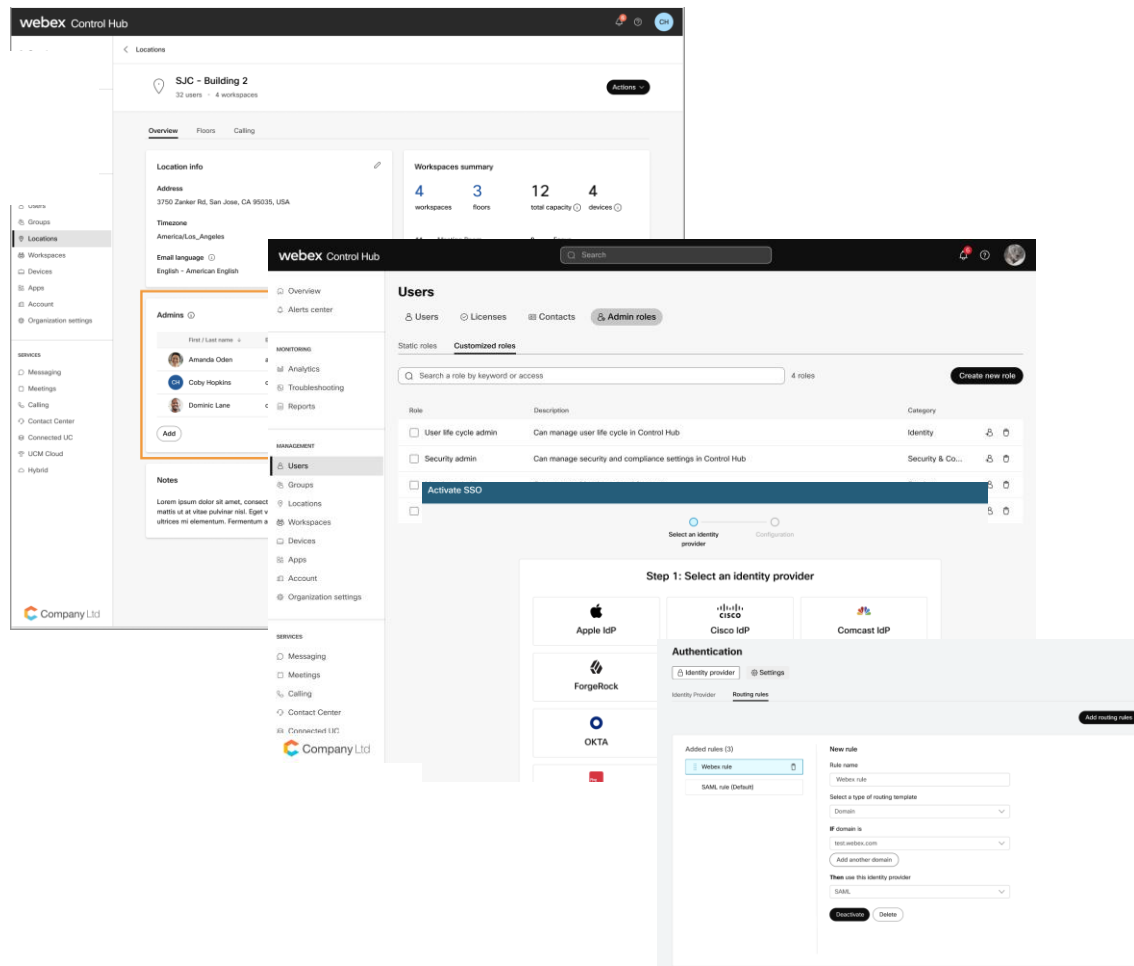 webex Control Hub
6
CH
Locations
SJC - Building 2
32 users · 4 workspaces
Actions
Overview Floors Calling
Location info
Address
3750 Zanker Rd, San Jose, CA 95035, USA
Timezone
America/Los_Angeles
Email language
English - American English
Workspaces summary
4 3 12 4
workspaces floors total capacity devices
Users
Groups
Locations
Workspaces
Devices
Apps
Account
Organization settings
SERVICES
Messaging
Meetings
Calling
Contact Center
Connected UC
UCM Cloud
Hybrid
Company Ltd
Admins
First / Last name
Amanda Oden
CH Coby Hopkins
Dominic Lane
Add
Notes
Lorem ipsum dolor sit amet, consect
mattis ut at vitae pulvinar nisl. Eget v
ultrices mi elementum. Fermentum a
webex Control Hub
Search
6
Overview
Alerts center
MONITORING
Analytics
Troubleshooting
Reports
MANAGEMENT
Users
Groups
Locations
Workspaces
Devices
Apps
Account
Organization settings
SERVICES
Messaging
Meetings
Calling
Contact Center
Connected UC
Company Ltd
Users
Users Licenses Contacts Admin roles
Static roles Customized roles
Search a role by keyword or access
4 roles
Create new role
Role Description Category
User life cycle admin Can manage user life cycle in Control Hub Identity
Security admin Can manage security and compliance settings in Control Hub Security & Co...
Activate SSO
Select an identity
provider
Configuration
Step 1: Select an identity provider
CISCO
Apple IdP Cisco IdP Comcast IdP
ForgeRock
OKTA
Ping
Authentication
Identity provider Settings
Identity Provider Routing rules
Add routing rules
Added rules (3)
Webex rule
SAML rule (Default)
New rule
Rule name
Webex rule
Select a type of routing template
Domain
IF domain is
test.webex.com
Add another domain
Then use this identity provider
SAML
Deactivate Delete